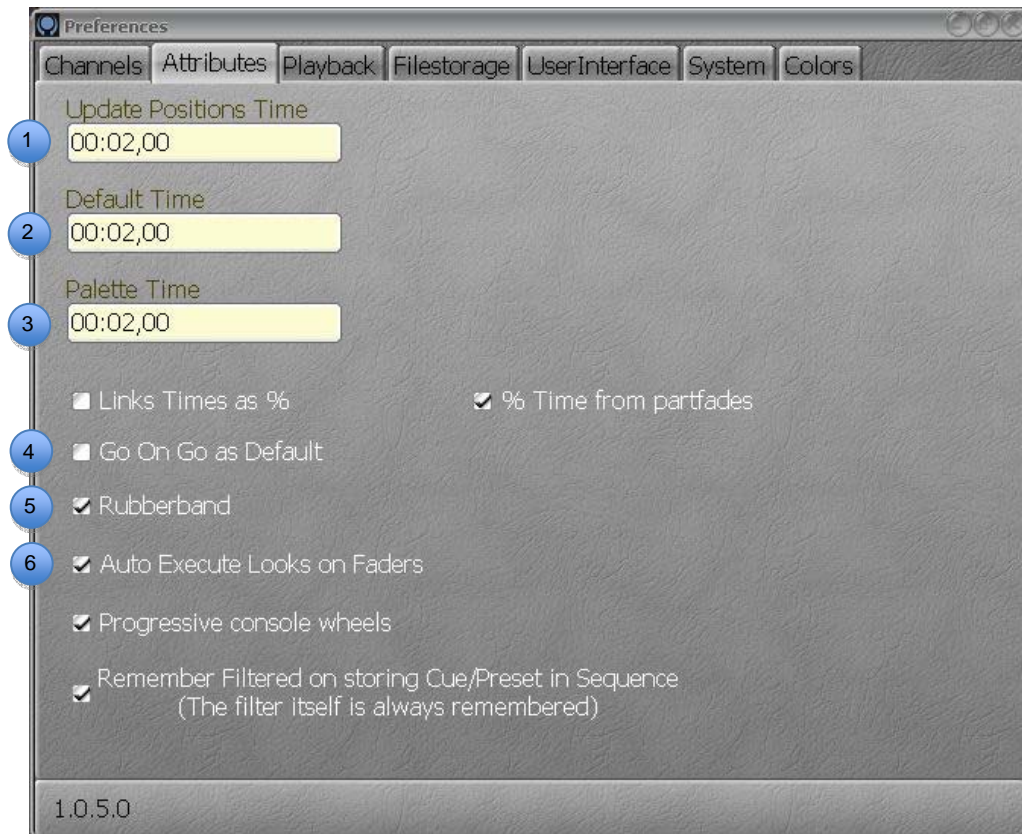 Preferences
Channels Attributes Playback Filestorage UserInterface System Colors
Update Positions Time
1 00:02,00
Default Time
2 00:02,00
Palette Time
3 00:02,00
Links Times as % % Time from partfades
4 Go On Go as Default
5 Rubberband
6 Auto Execute Looks on Faders
Progressive console wheels
Remember Filtered on storing Cue/Preset in Sequence
(The filter itself is always remembered)
1.0.5.0